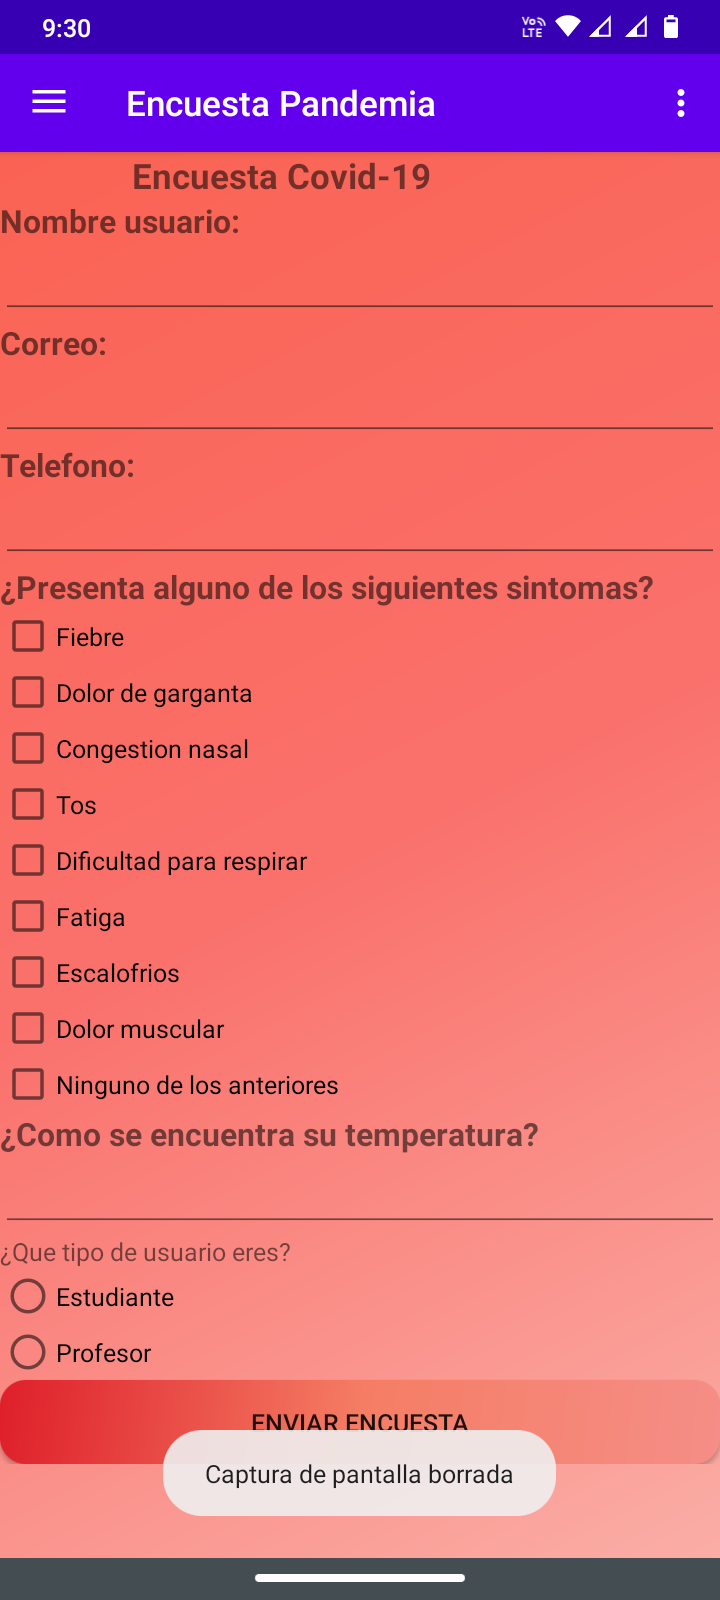 9:30
Vo LTE
Encuesta Pandemia
Encuesta Covid-19
Nombre usuario:
Correo:
Telefono:
¿Presenta alguno de los siguientes sintomas?
Fiebre
Dolor de garganta
Congestion nasal
Tos
Dificultad para respirar
Fatiga
Escalofrios
Dolor muscular
Ninguno de los anteriores
¿Como se encuentra su temperatura?
¿Que tipo de usuario eres?
Estudiante
Profesor
ENVIAR ENCUESTA
Captura de pantalla borrada